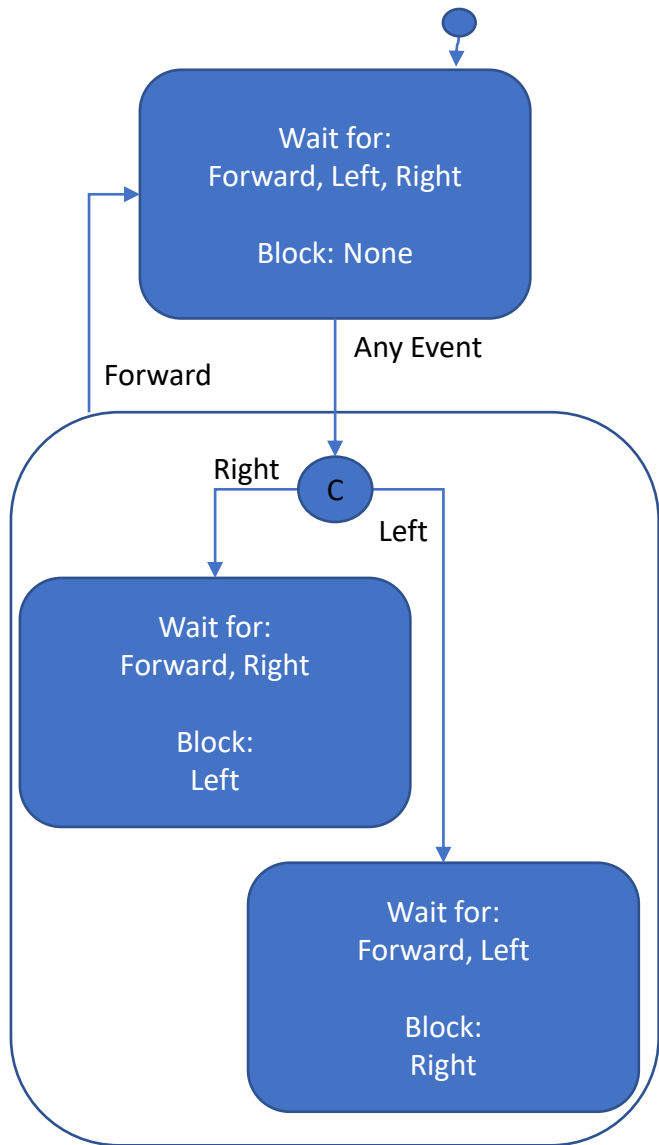 Wait for:
Forward, Left, Right
Block: None
Any Event
Forward
C
Right
Left
Wait for:
Forward, Right
Block:
Left
Wait for:
Forward, Left
Block:
Right